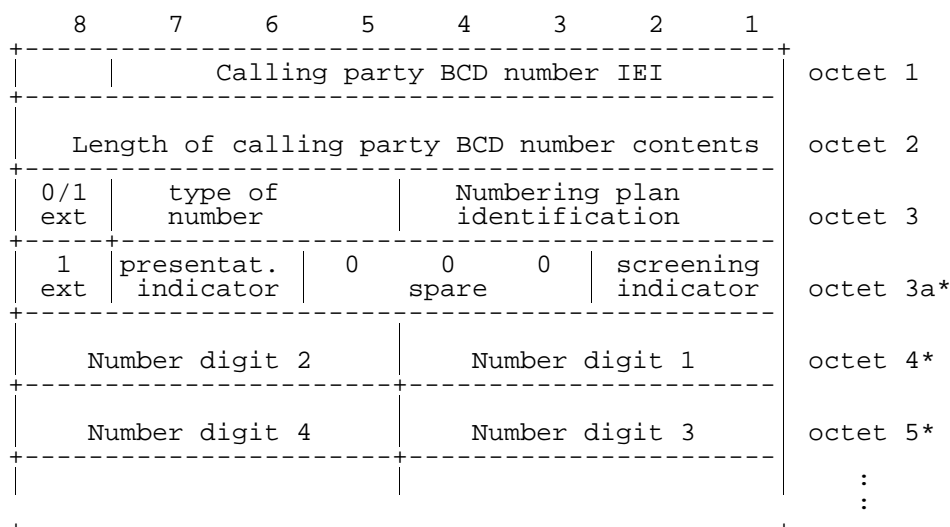 8 7 6 5 4 3 2 1
Calling party BCD number IEI octet 1
Length of calling party BCD number contents octet 2
0/1 type of Numbering plan
ext number identification octet 3
1 presentat. 0 0 0 screening
ext indicator spare indicator octet 3a*
Number digit 2 Number digit 1 octet 4*
Number digit 4 Number digit 3 octet 5*
:
: